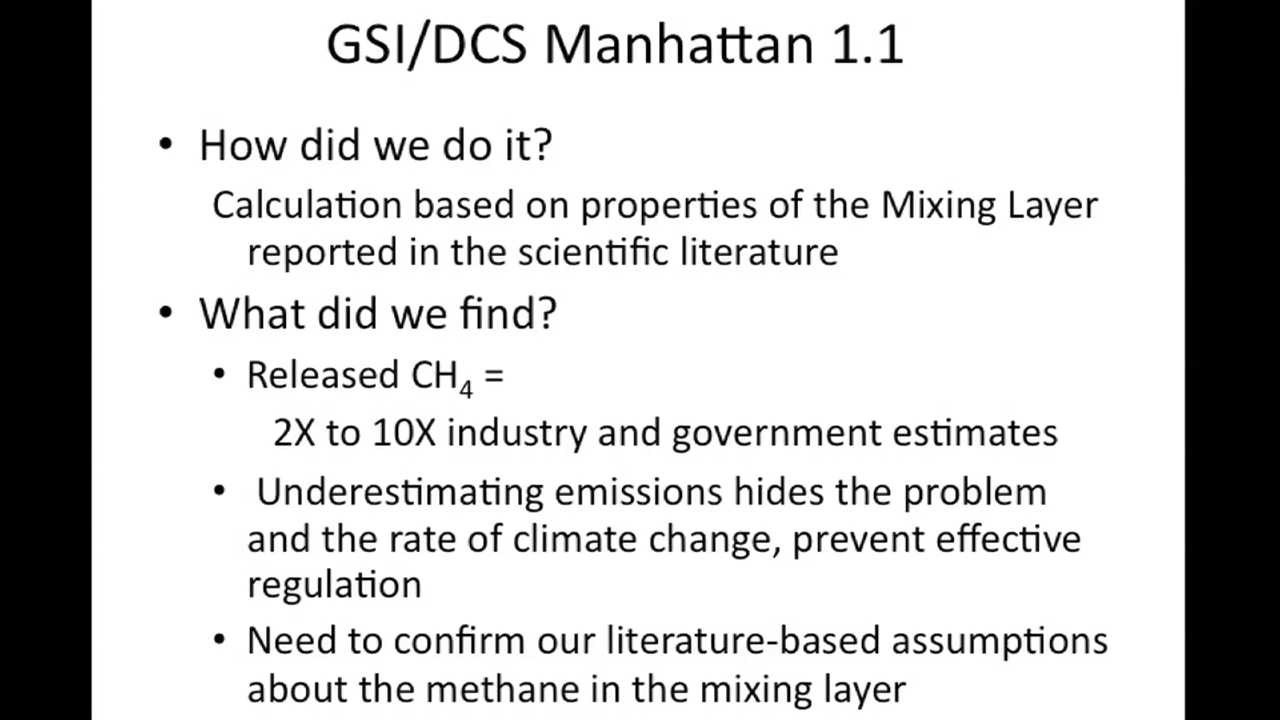 GSI/DCS Manhattan 1.1
• How did we do it?
Calculation based on properties of the Mixing Layer
reported in the scientific literature
• What did we find?
• Released CH₄ =
2X to 10X industry and government estimates
• Underestimating emissions hides the problem
and the rate of climate change, prevent effective
regulation
• Need to confirm our literature-based assumptions
about the methane in the mixing layer